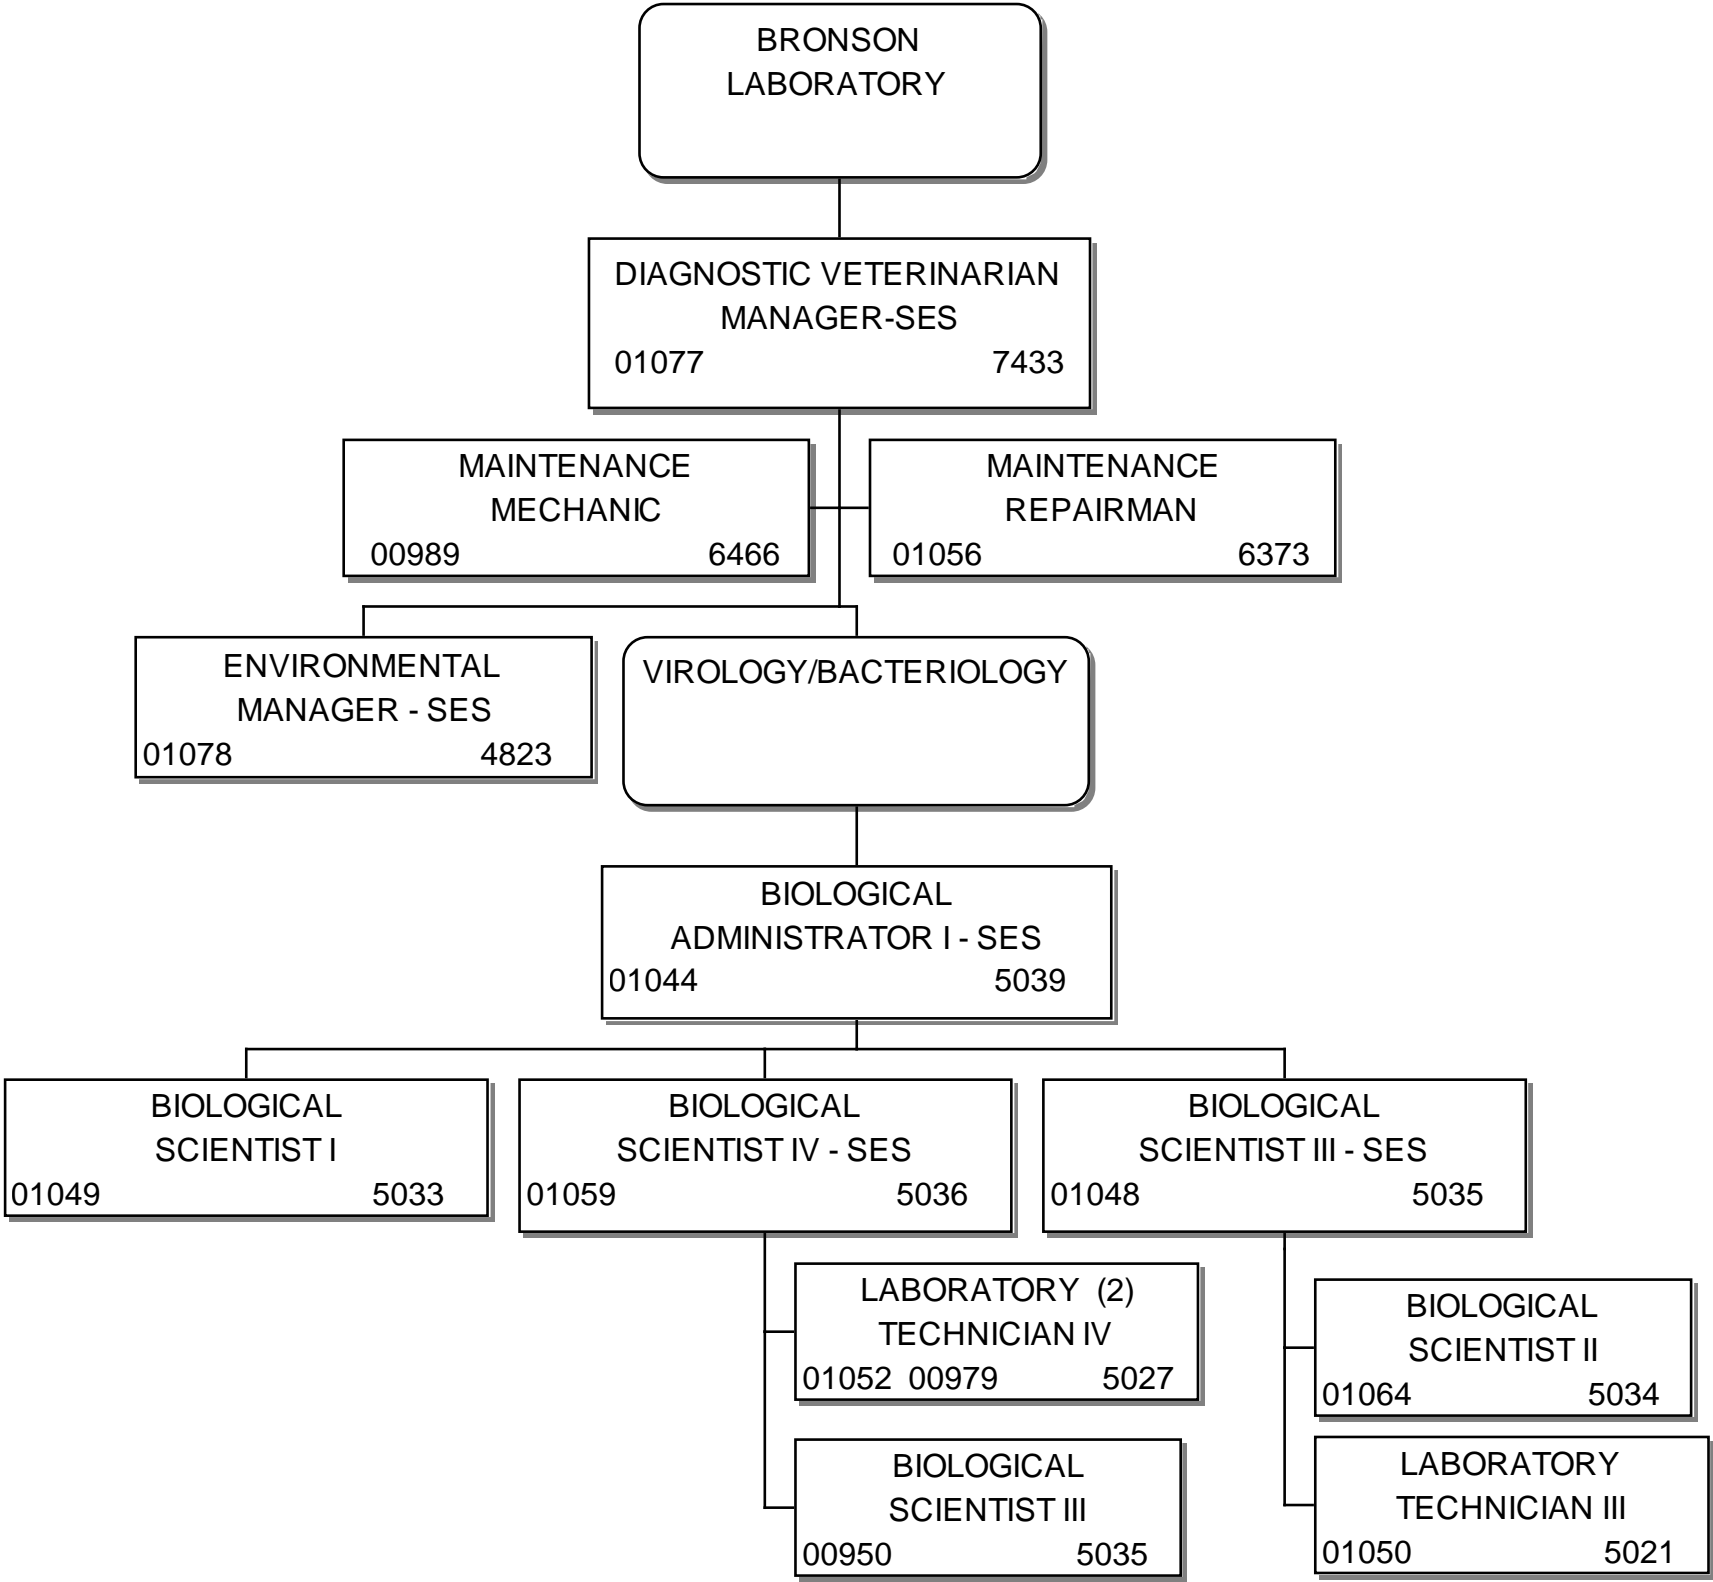 BRONSON
LABORATORY
DIAGNOSTIC VETERINARIAN
MANAGER-SES
01077 7433
MAINTENANCE
MECHANIC
00989 6466
MAINTENANCE
REPAIRMAN
01056 6373
ENVIRONMENTAL
MANAGER - SES
01078 4823
VIROLOGY/BACTERIOLOGY
BIOLOGICAL
ADMINISTRATOR I - SES
01044 5039
BIOLOGICAL
SCIENTIST I
01049 5033
BIOLOGICAL
SCIENTIST IV - SES
01059 5036
BIOLOGICAL
SCIENTIST III - SES
01048 5035
LABORATORY (2)
TECHNICIAN IV
01052 00979 5027
BIOLOGICAL
SCIENTIST III
00950 5035
BIOLOGICAL
SCIENTIST II
01064 5034
LABORATORY
TECHNICIAN III
01050 5021